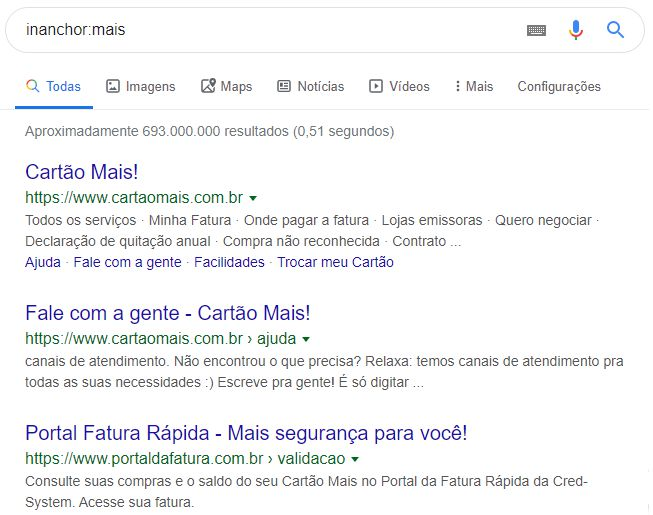 inanchor:mais
Todas Imagens Maps Notícias Vídeos Mais Configurações
Aproximadamente 693.000.000 resultados (0,51 segundos)
Cartão Mais!
https://www.cartaomais.com.br
Todos os serviços · Minha Fatura · Onde pagar a fatura · Lojas emissoras · Quero negociar ·
Declaração de quitação anual · Compra não reconhecida · Contrato ...
Ajuda · Fale com a gente · Facilidades · Trocar meu Cartão
Fale com a gente - Cartão Mais!
https://www.cartaomais.com.br › ajuda
canais de atendimento. Não encontrou o que precisa? Relaxa: temos canais de atendimento pra
todas as suas necessidades :) Escreve pra gente! É só digitar ...
Portal Fatura Rápida - Mais segurança para você!
https://www.portaldafatura.com.br › validacao
Consulte suas compras e o saldo do seu Cartão Mais no Portal da Fatura Rápida da Cred-
System. Acesse sua fatura.